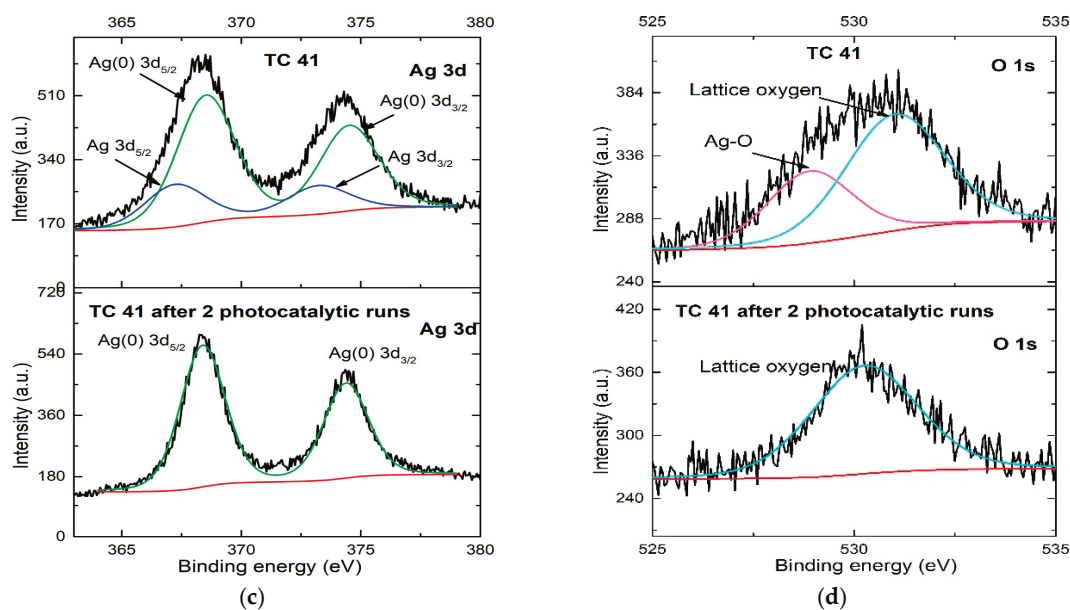 365 370 375 380
TC 41
Ag 3d
Ag(0) 3d5/2
Ag(0) 3d3/2
Ag 3d5/2
Ag 3d3/2
510
340
170
0
Intensity (a.u.)
TC 41 after 2 photocatalytic runs
Ag 3d
Ag(0) 3d5/2
Ag(0) 3d3/2
720
540
360
180
0
Intensity (a.u.)
365 370 375 380
Binding energy (eV)
(c)
525 530 535
TC 41
O 1s
Lattice oxygen
Ag-O
384
336
288
240
Intensity (a.u.)
TC 41 after 2 photocatalytic runs
O 1s
Lattice oxygen
420
360
300
240
Intensity (a.u.)
525 530 535
Binding energy (eV)
(d)